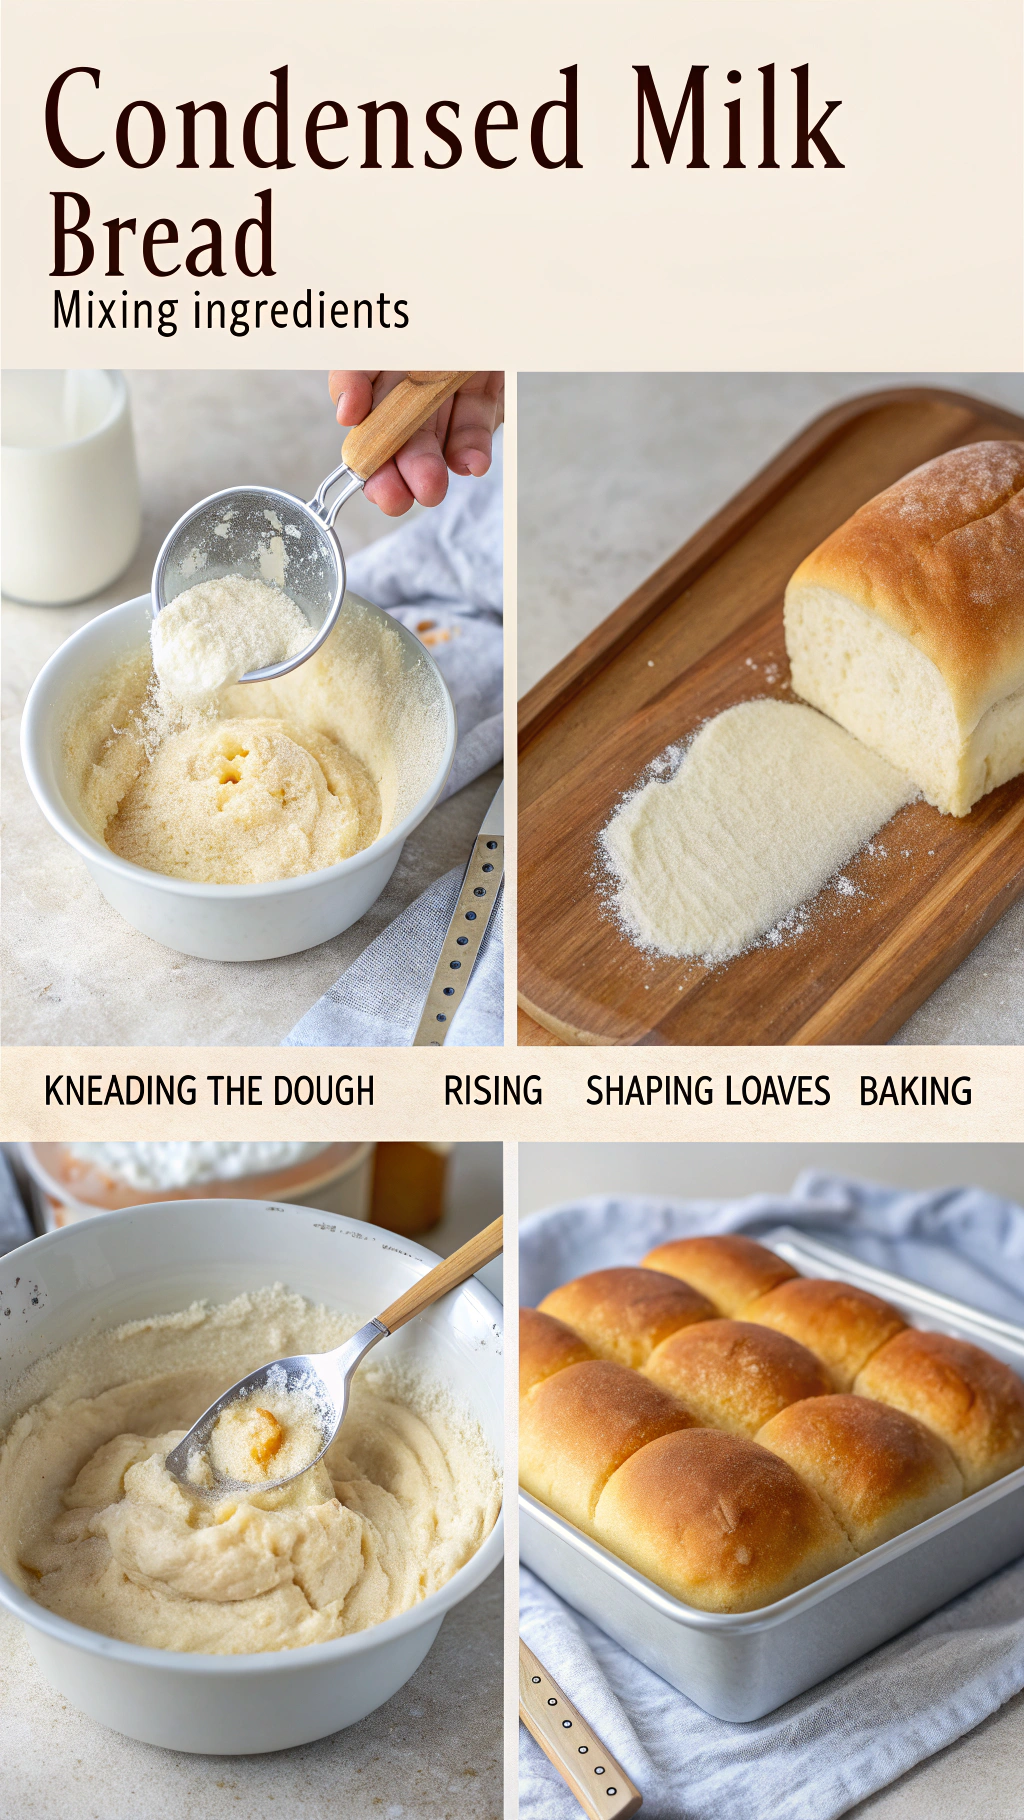 Condensed Milk
Bread
Mixing ingredients
KNEADING THE DOUGH RISING SHAPING LOAVES BAKING